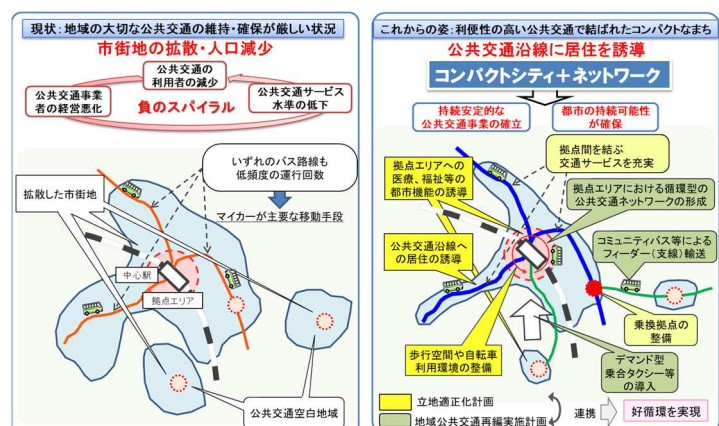 現状：地域の大切な公共交通の維持・確保が厳しい状況
市街地の拡散・人口減少
公共交通の
利用者の減少
公共交通事業
者の経営悪化
負のスパイラル
公共交通サービス
水準の低下
いずれのバス路線も
低頻度の運行回数
マイカーが主要な移動手段
拡散した市街地
中心駅
拠点エリア
公共交通空白地域
これからの姿：利便性の高い公共交通で結ばれたコンパクトなまち
公共交通沿線に居住を誘導
コンパクトシティ＋ネットワーク
持続安定的な
公共交通事業の確立
都市の持続可能性
が確保
拠点間を結ぶ
交通サービスを充実
拠点エリアへの
医療、福祉等の
都市機能の誘導
拠点エリアにおける循環型の
公共交通ネットワークの形成
公共交通沿線への
居住の誘導
コミュニティバス等による
フィーダー（支線）輸送
乗換拠点の
整備
歩行空間や自転車
利用環境の整備
デマンド型
乗合タクシー等
の導入
立地適正化計画
地域公共交通再編実施計画
連携
好循環を実現